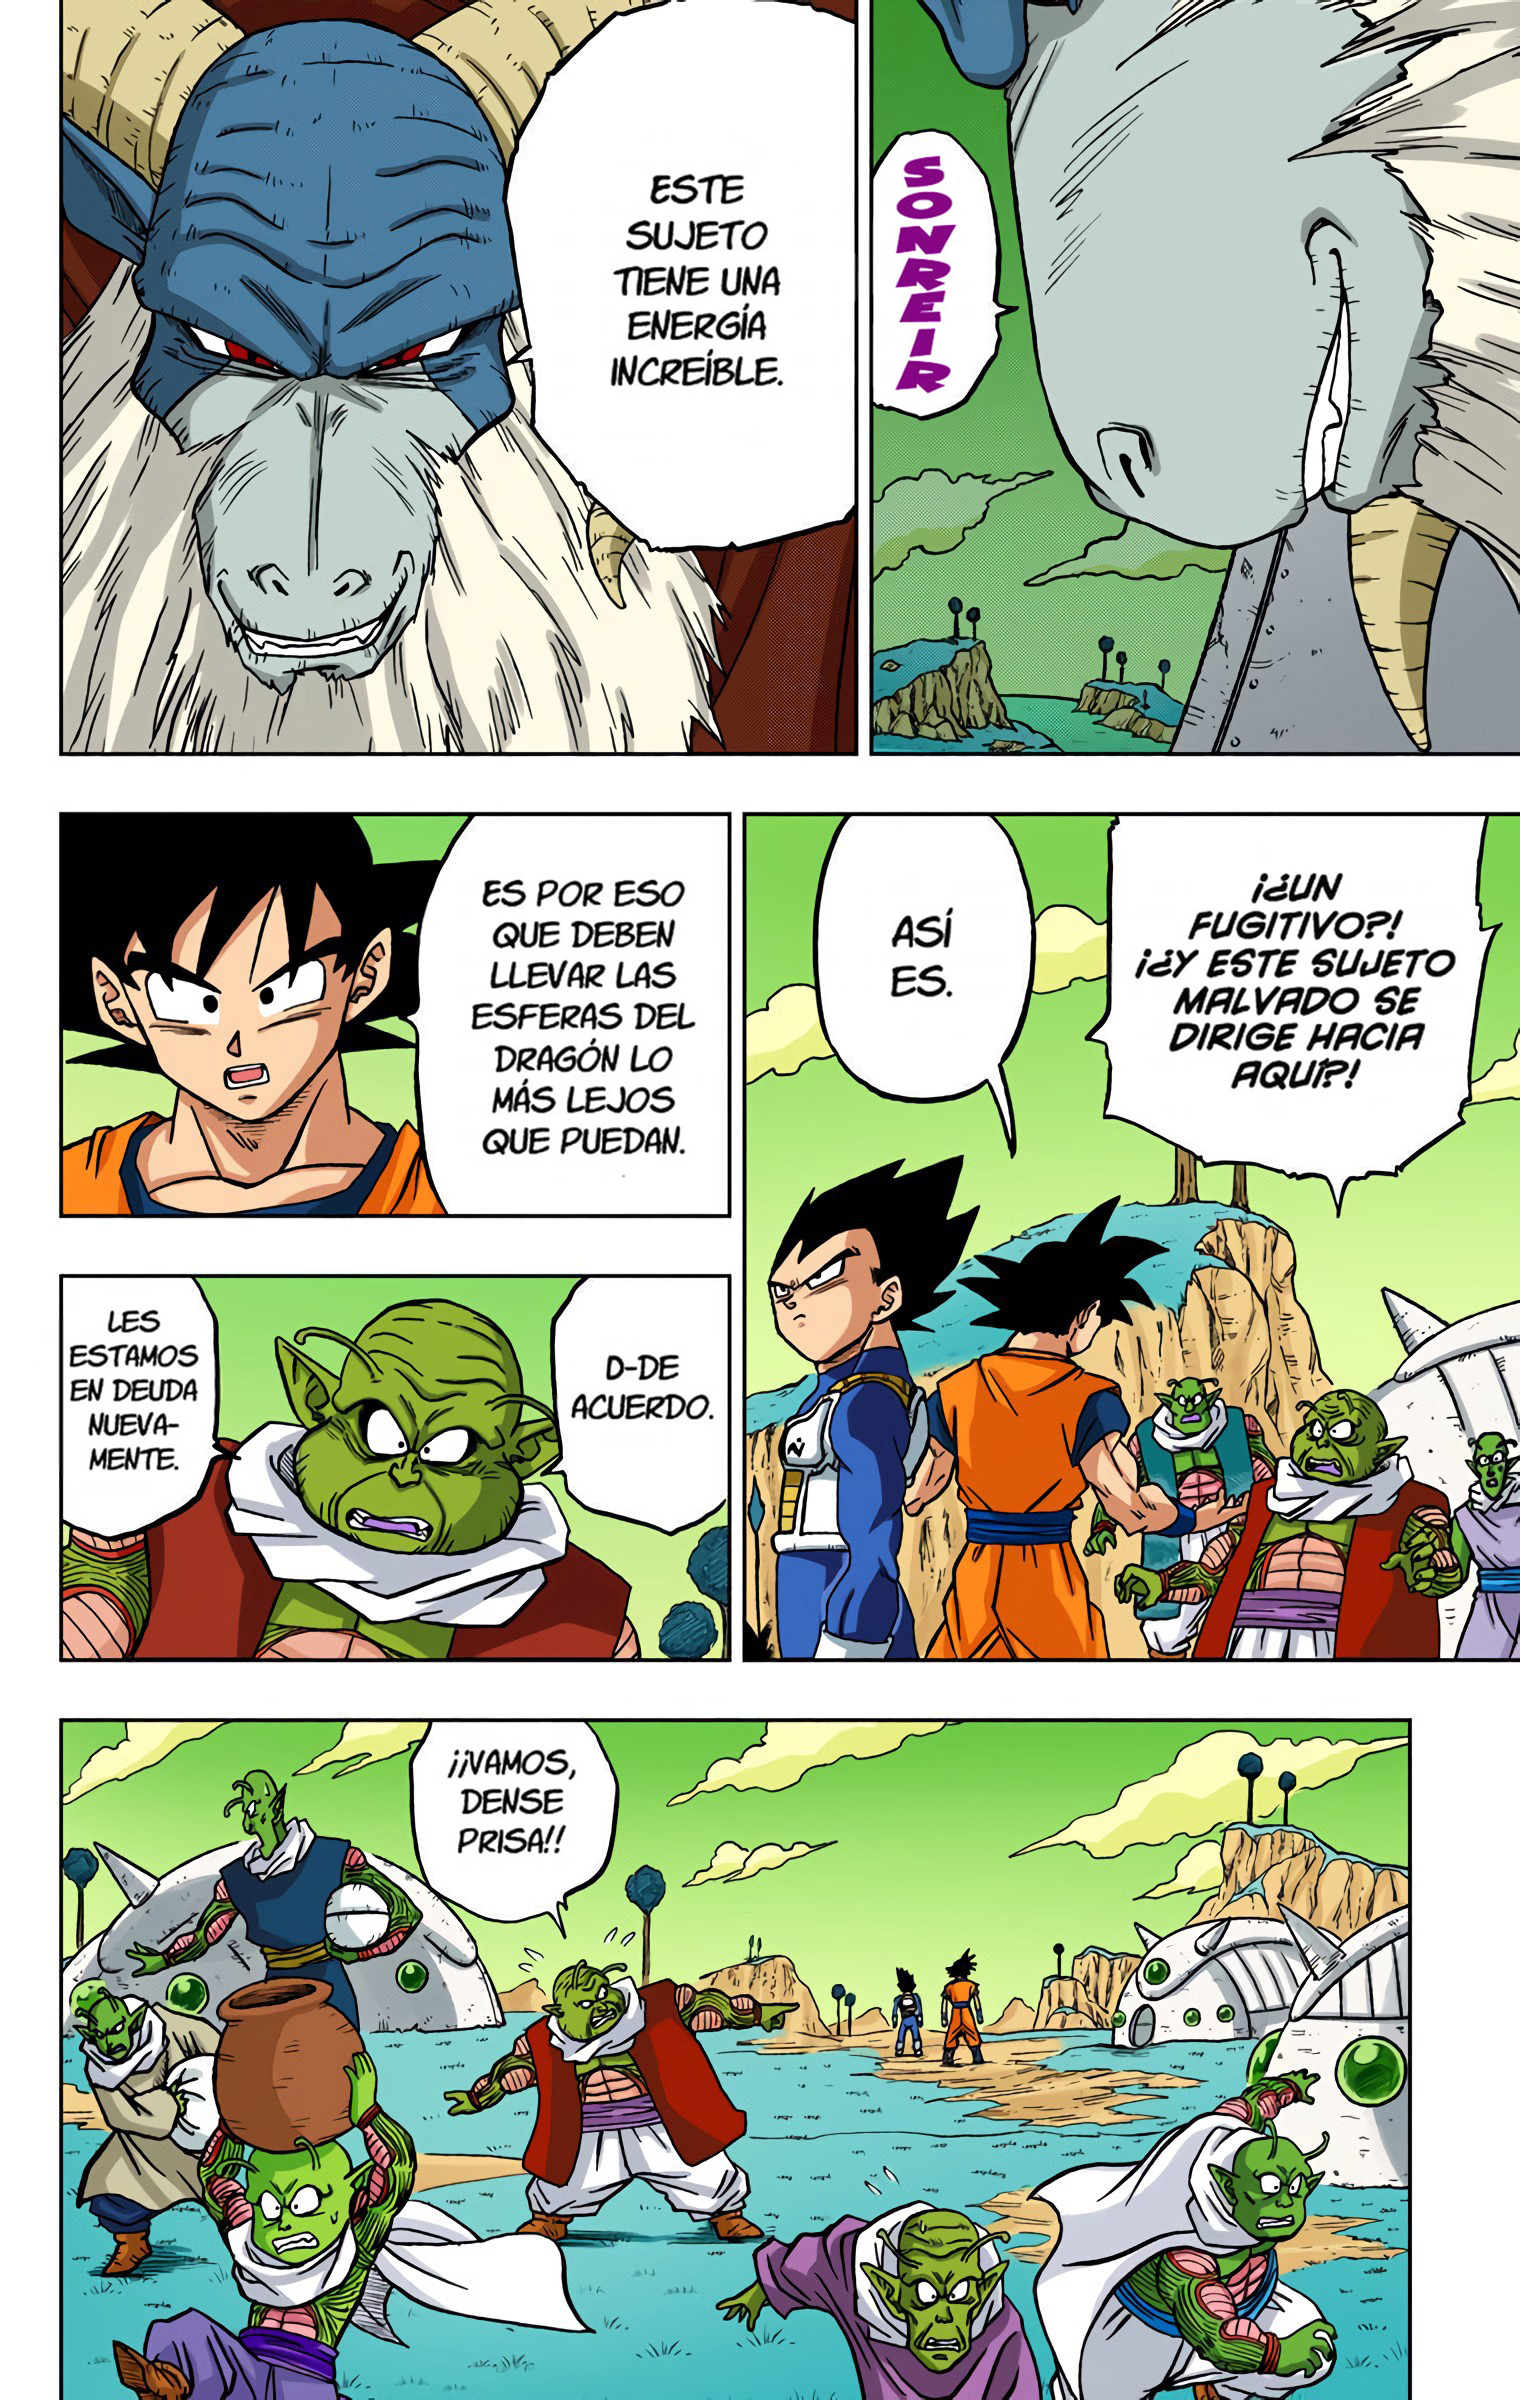 SONREIR
ESTE
SUJETO
TIENE UNA
ENERGÍA
INCREÍBLE.
¡¿UN
FUGITIVO?!
¡¿Y ESTE SUJETO
MALVADO SE
DIRIGE HACIA
AQUÍ?!
ASÍ
ES.
ES POR ESO
QUE DEBEN
LLEVAR LAS
ESFERAS DEL
DRAGÓN LO
MÁS LEJOS
QUE PUEDAN.
D-DE
ACUERDO.
LES
ESTAMOS
EN DEUDA
NUEVA-
MENTE.
¡¡VAMOS,
DENSE
PRISA!!